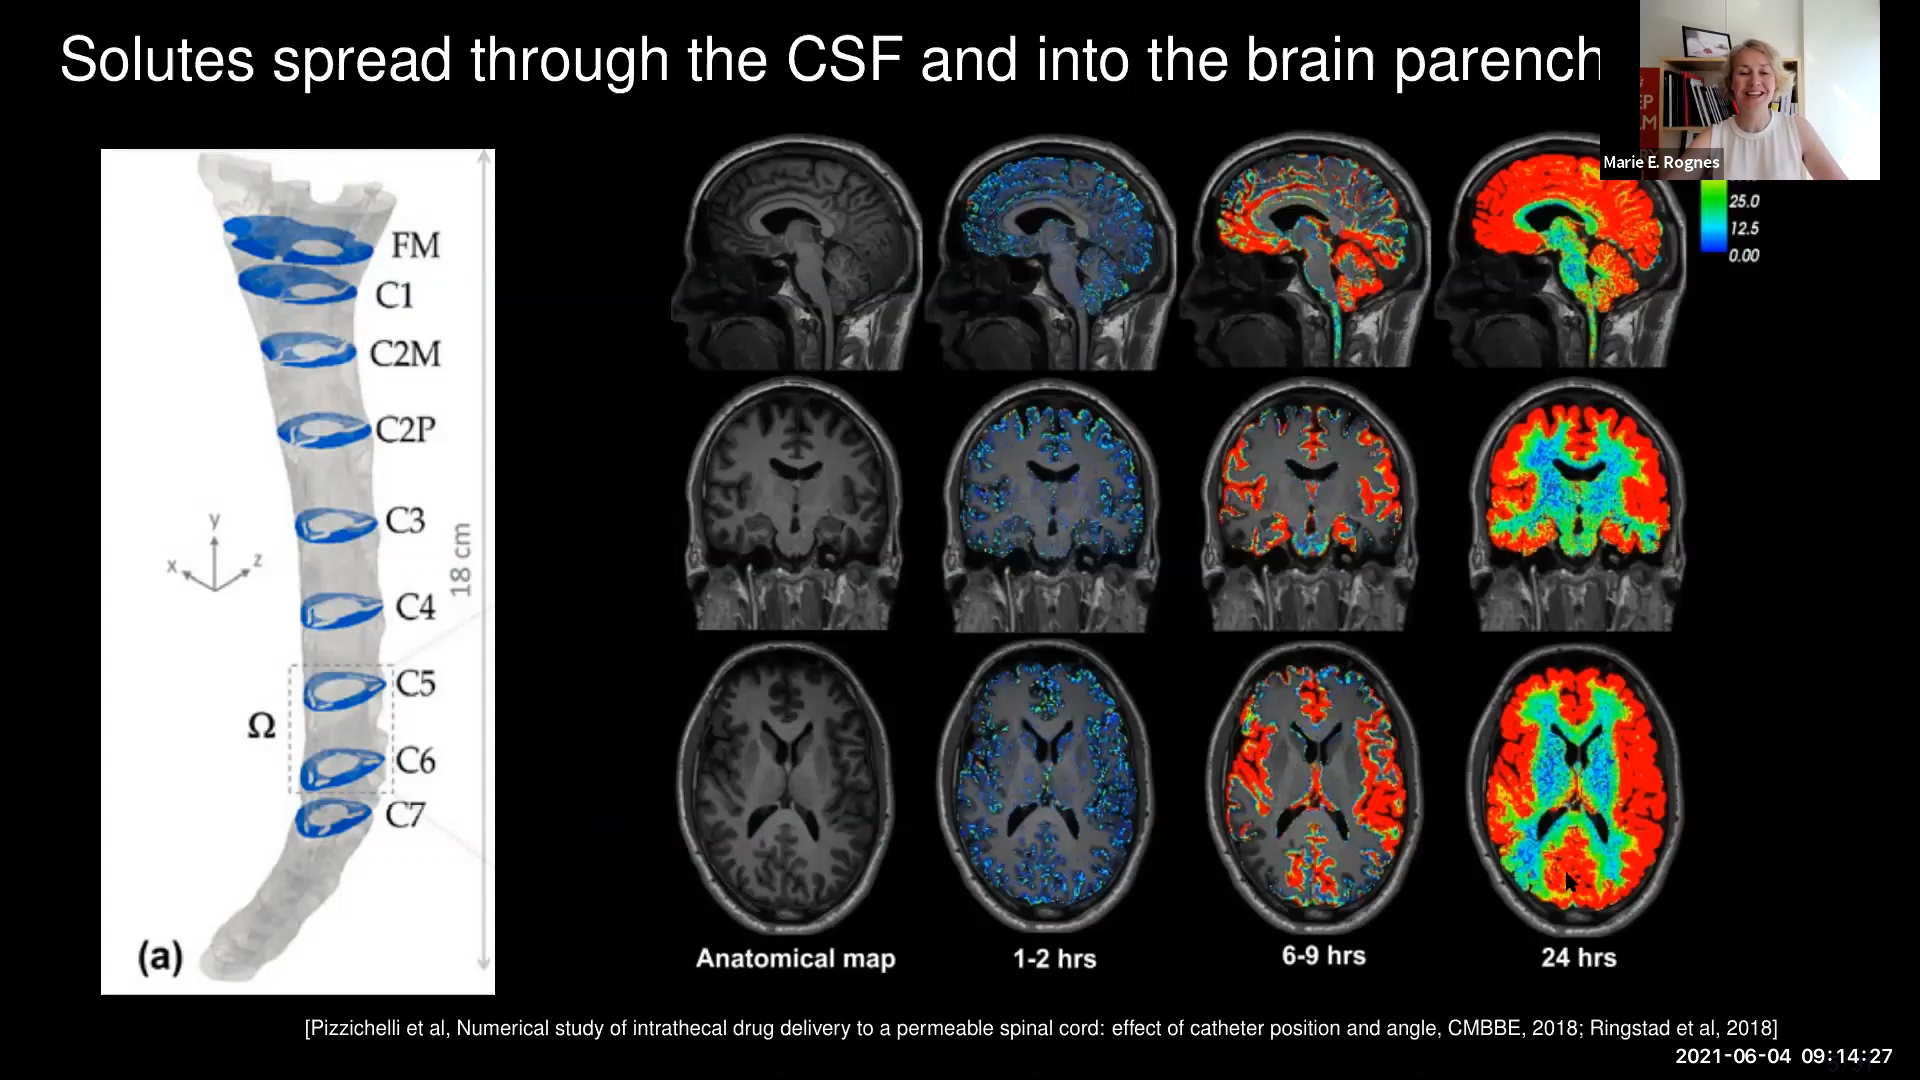 Solutes spread through the CSF and into the brain parench
Marie E. Rognes
25.0
12.5
0.00
FM
C1
C2M
C2P
C3
C4
C5
C6
C7
Ω
y
x
z
18 cm
(a)
Anatomical map
1-2 hrs
6-9 hrs
24 hrs
[Pizzichelli et al, Numerical study of intrathecal drug delivery to a permeable spinal cord: effect of catheter position and angle, CMBBE, 2018; Ringstad et al, 2018]
2021-06-04 09:14:27